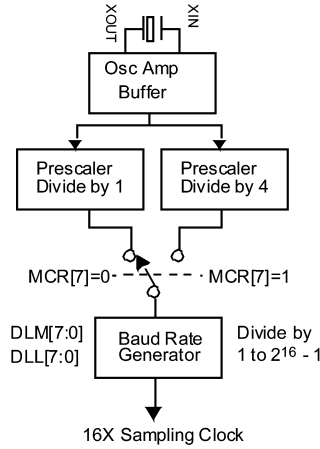 XOUT XIN
Osc Amp
Buffer
Prescaler
Divide by 1
Prescaler
Divide by 4
MCR[7]=0 MCR[7]=1
DLM[7:0]
DLL[7:0]
Baud Rate
Generator
Divide by
1 to 2¹⁶ - 1
16X Sampling Clock